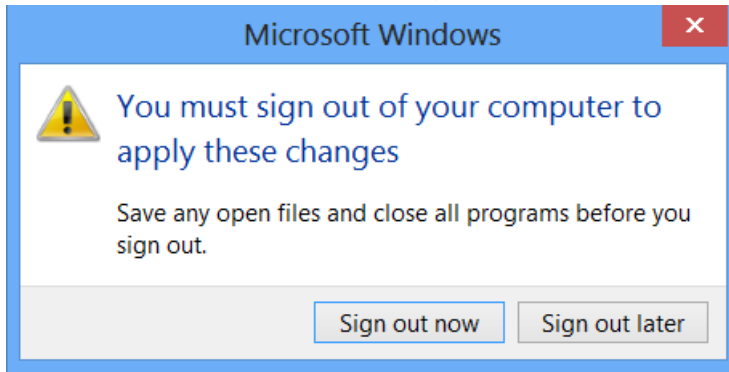 Microsoft Windows
You must sign out of your computer to
apply these changes
Save any open files and close all programs before you
sign out.
Sign out now
Sign out later